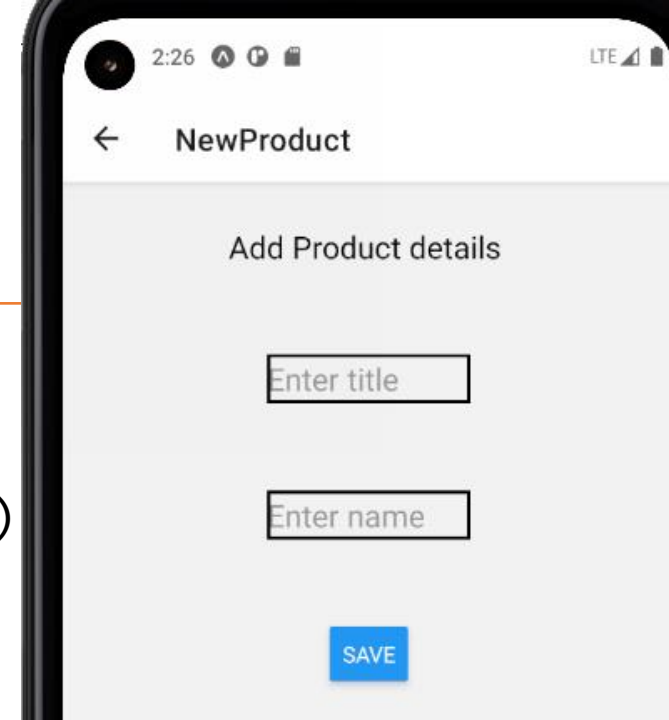 2:26 LTE
NewProduct
Add Product details
Enter title
Enter name
SAVE